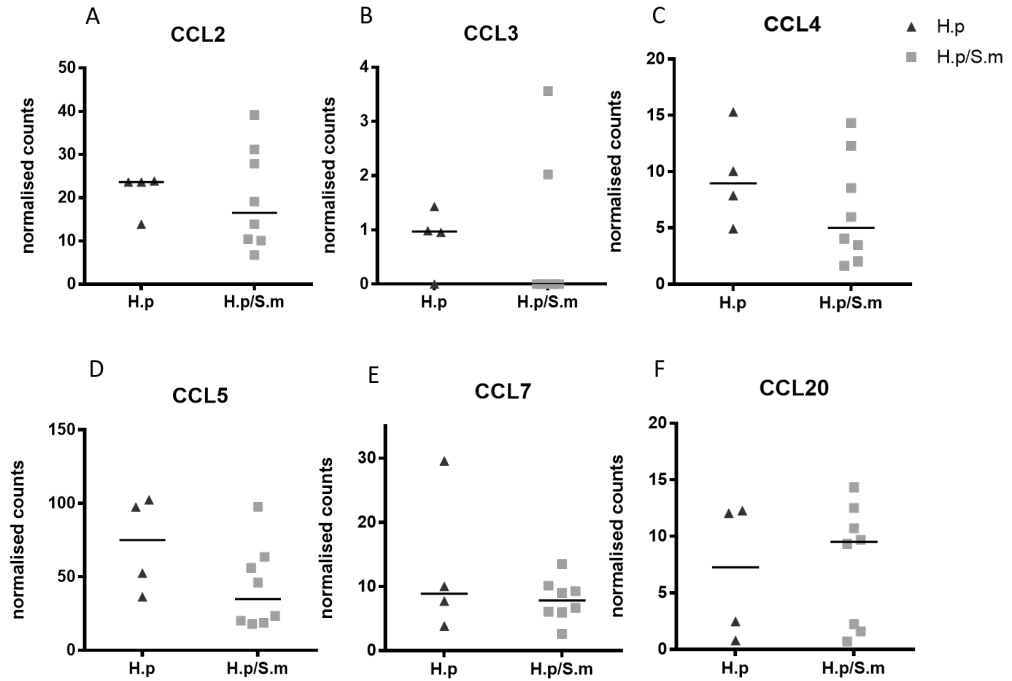 A
CCL2
normalised counts
50
40
30
20
10
0
H.p
H.p/S.m
B
CCL3
normalised counts
4
3
2
1
0
H.p
H.p/S.m
C
CCL4
normalised counts
20
15
10
5
0
H.p
H.p/S.m
H.p
H.p/S.m
D
CCL5
normalised counts
150
100
50
0
H.p
H.p/S.m
E
CCL7
normalised counts
30
20
10
0
H.p
H.p/S.m
F
CCL20
normalised counts
20
15
10
5
0
H.p
H.p/S.m